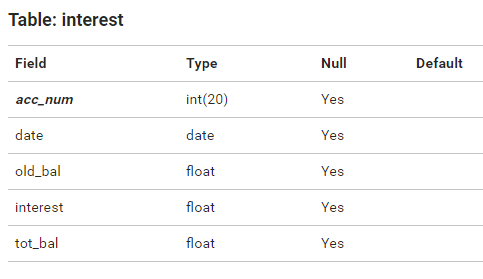 Table: interest
Field Type Null Default
acc_num int(20) Yes
date date Yes
old_bal float Yes
interest float Yes
tot_bal float Yes